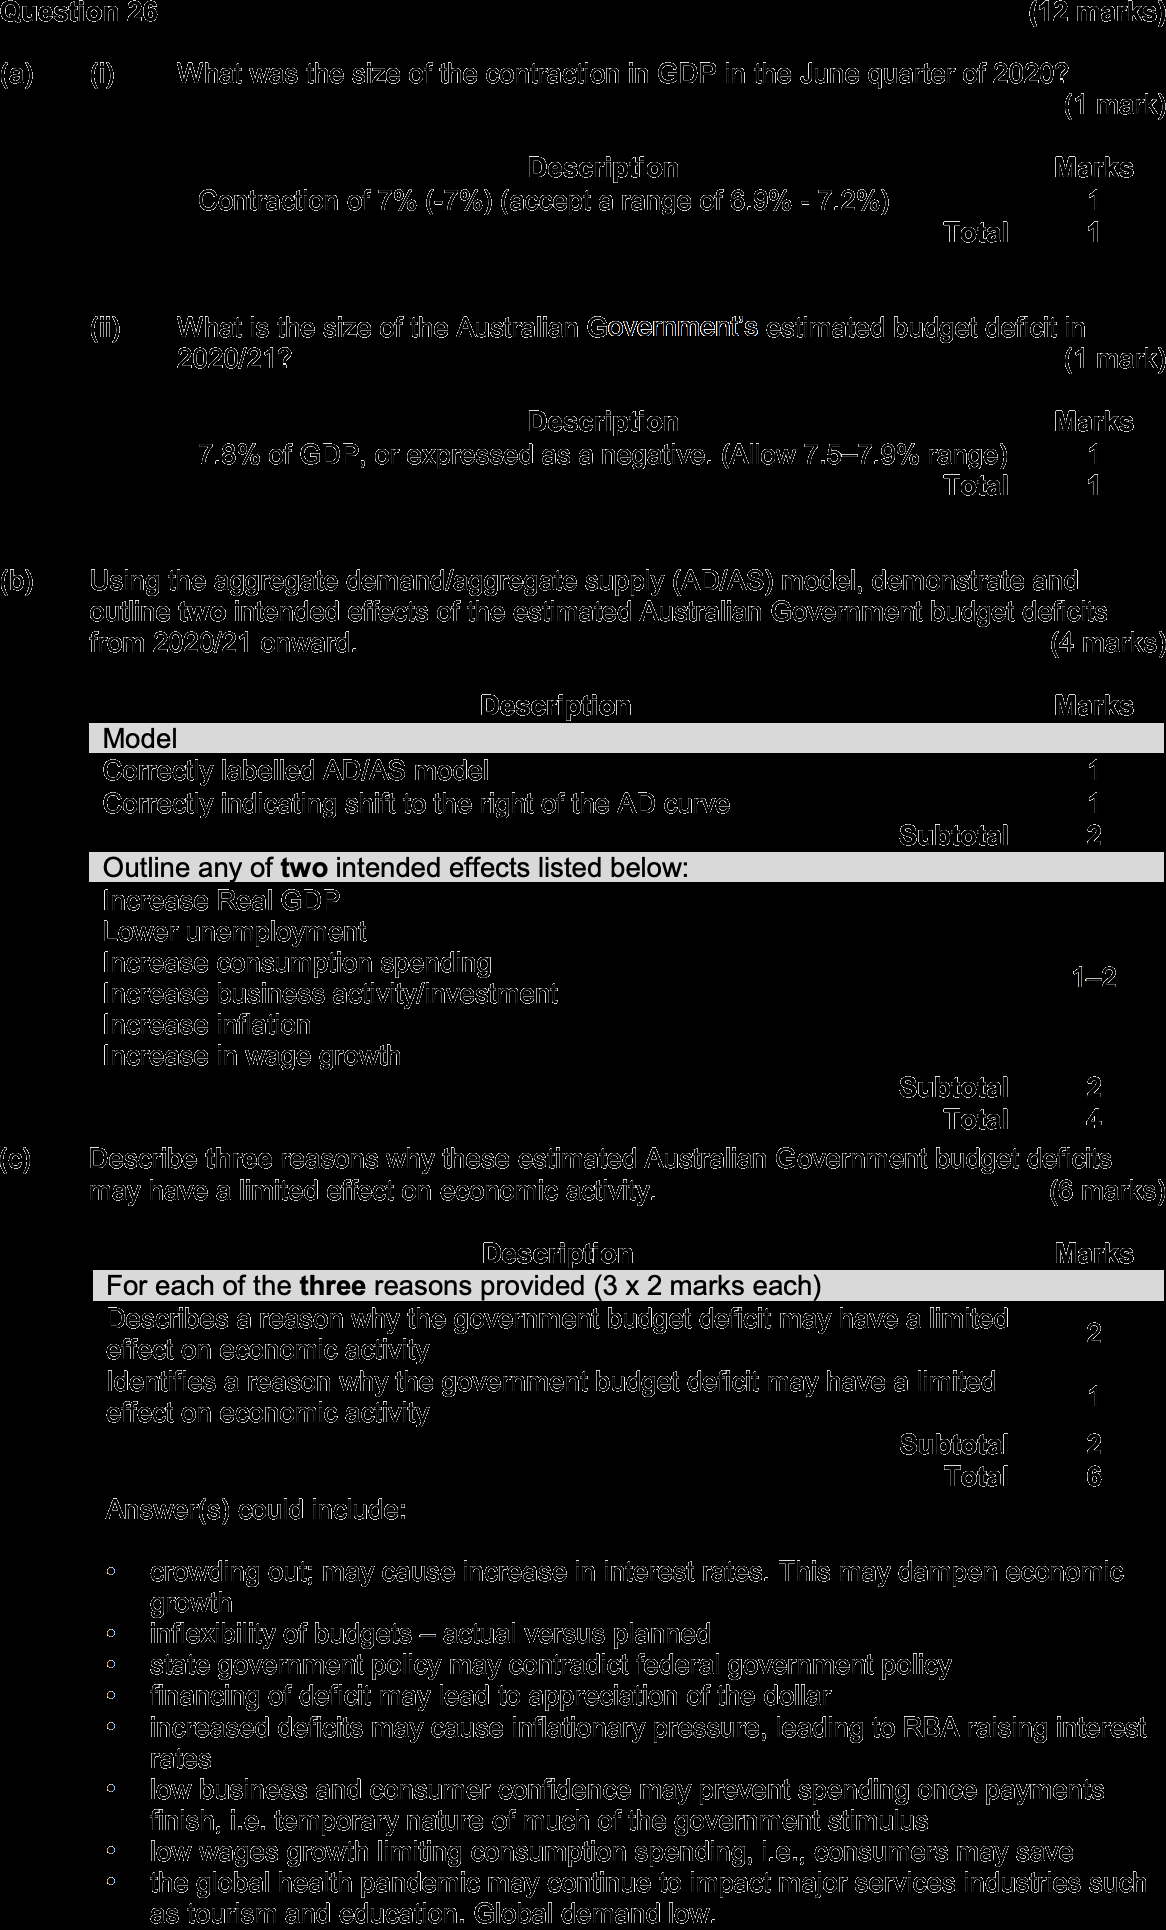 Question 26 (12 marks)
(a) (i) What was the size of the contraction in GDP in the June quarter of 2020?
(1 mark)
Description Marks
Contraction of 7% (-7%) (accept a range of 6.9% - 7.2%) 1
Total 1
(ii) What is the size of the Australian Government's estimated budget deficit in
2020/21? (1 mark)
Description Marks
7.8% of GDP, or expressed as a negative. (Allow 7.5–7.9% range) 1
Total 1
(b) Using the aggregate demand/aggregate supply (AD/AS) model, demonstrate and
outline two intended effects of the estimated Australian Government budget deficits
from 2020/21 onward. (4 marks)
Description Marks
Model
Correctly labelled AD/AS model 1
Correctly indicating shift to the right of the AD curve 1
Subtotal 2
Outline any of two intended effects listed below:
Increase Real GDP
Lower unemployment
Increase consumption spending
Increase business activity/investment
1–2
Increase inflation
Increase in wage growth
Subtotal 2
Total 4
(c) Describe three reasons why these estimated Australian Government budget deficits
may have a limited effect on economic activity. (6 marks)
Description Marks
For each of the three reasons provided (3 x 2 marks each)
Describes a reason why the government budget deficit may have a limited
effect on economic activity 2
Identifies a reason why the government budget deficit may have a limited
effect on economic activity 1
Subtotal 2
Total 6
Answer(s) could include:
• crowding out; may cause increase in interest rates. This may dampen economic
growth
• inflexibility of budgets – actual versus planned
• state government policy may contradict federal government policy
• financing of deficit may lead to appreciation of the dollar
• increased deficits may cause inflationary pressure, leading to RBA raising interest
rates
• low business and consumer confidence may prevent spending once payments
finish, i.e. temporary nature of much of the government stimulus
• low wages growth limiting consumption spending, i.e., consumers may save
• the global health pandemic may continue to impact major services industries such
as tourism and education. Global demand low.